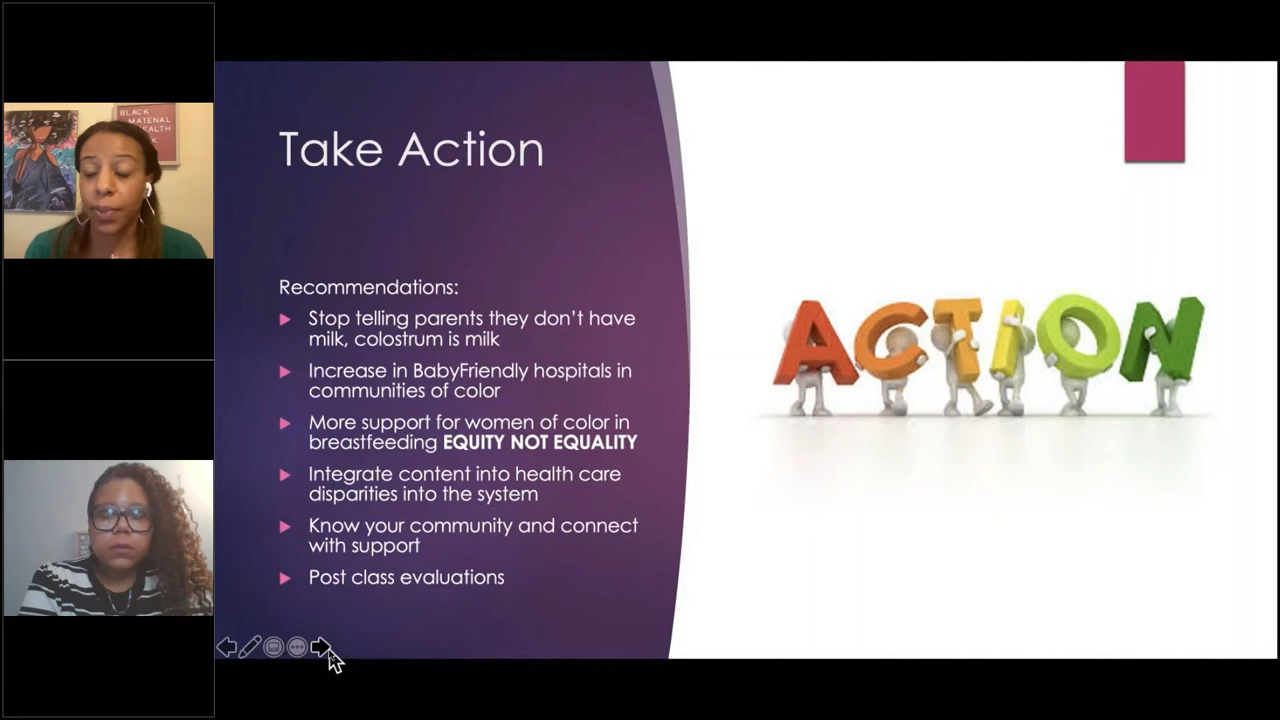 BLACK
MATENAL
Take Action
Recommendations:
Stop telling parents they don't have
milk, colostrum is milk
Increase in BabyFriendly hospitals in
communities of color
More support for women of color in
breastfeeding EQUITY NOT EQUALITY
Integrate content into health care
disparities into the system
Know your community and connect
with support
Post class evaluations
ACTION